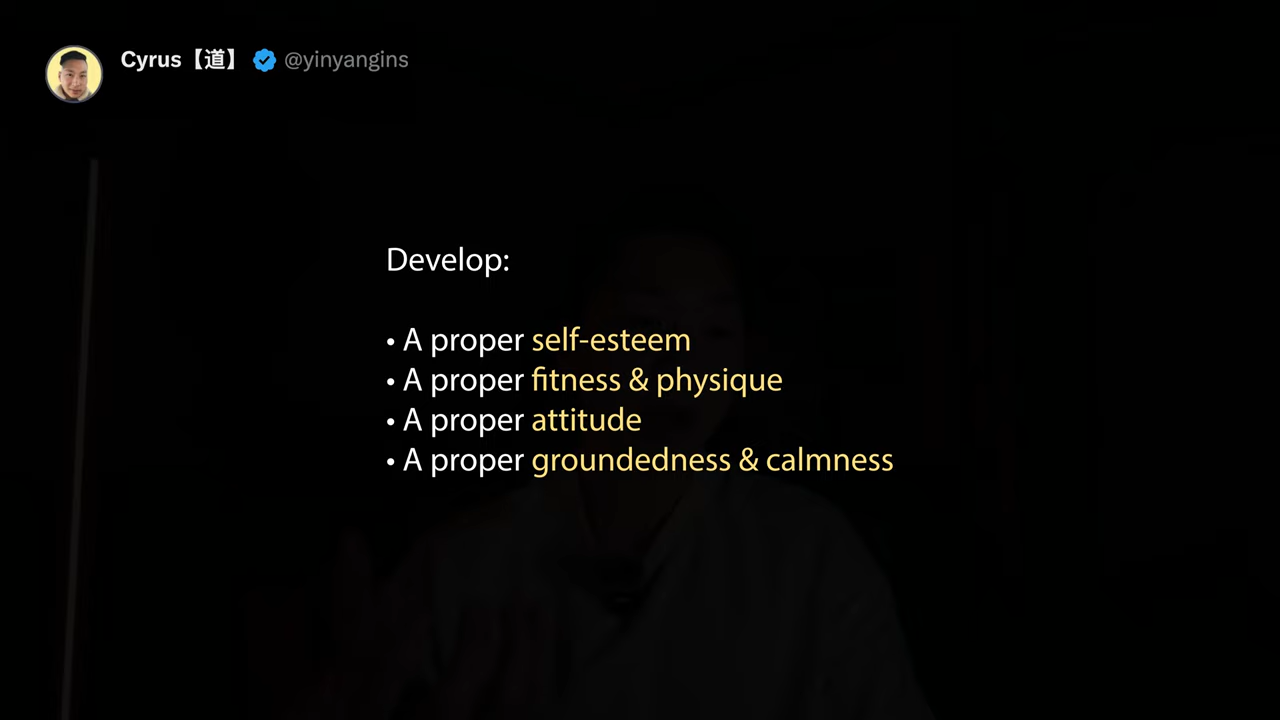 Cyrus【道】 @yinyangins
Develop:
• A proper self-esteem
• A proper fitness & physique
• A proper attitude
• A proper groundedness & calmness